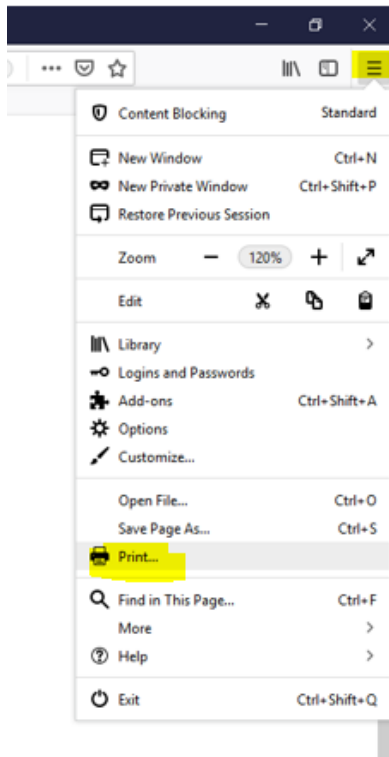 Content Blocking Standard
New Window Ctrl+N
New Private Window Ctrl+Shift+P
Restore Previous Session
Zoom 120%
Edit
Library
Logins and Passwords
Add-ons Ctrl+Shift+A
Options
Customize...
Open File... Ctrl+O
Save Page As... Ctrl+S
Print...
Find in This Page... Ctrl+F
More
Help
Exit Ctrl+Shift+Q